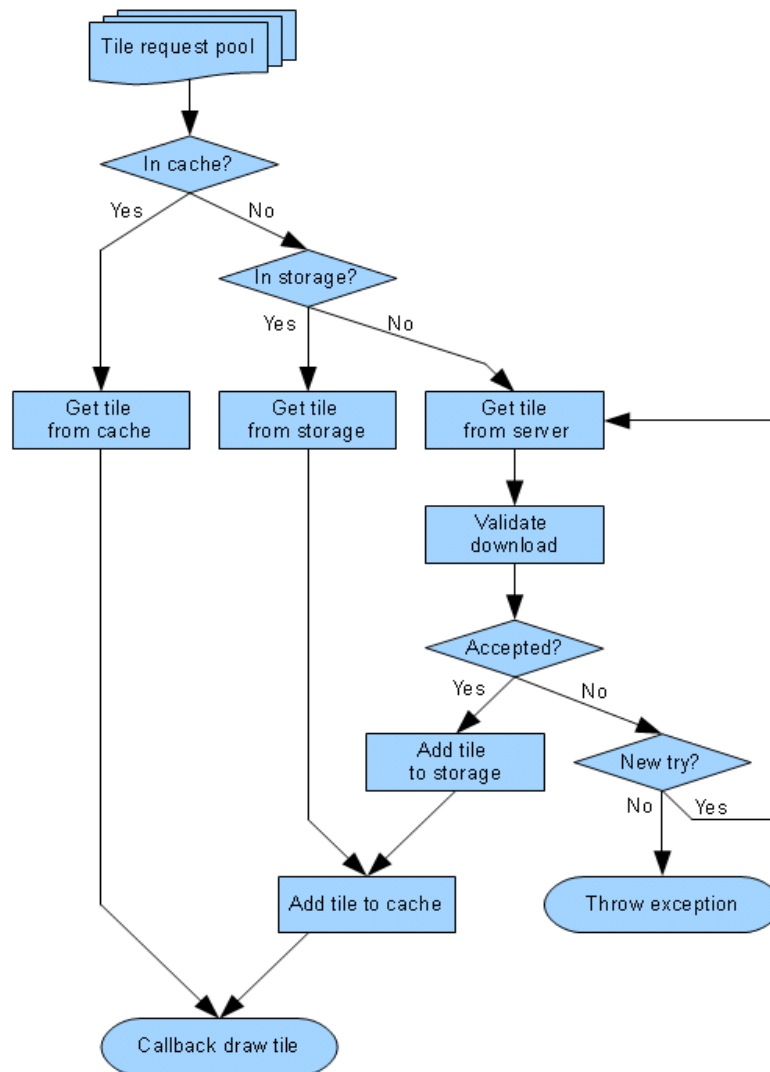 Tile request pool
In cache?
Yes
No
In storage?
Yes
No
Get tile
from cache
Get tile
from storage
Get tile
from server
Validate
download
Accepted?
Yes
No
Add tile
to storage
New try?
No
Yes
Add tile to cache
Throw exception
Callback draw tile